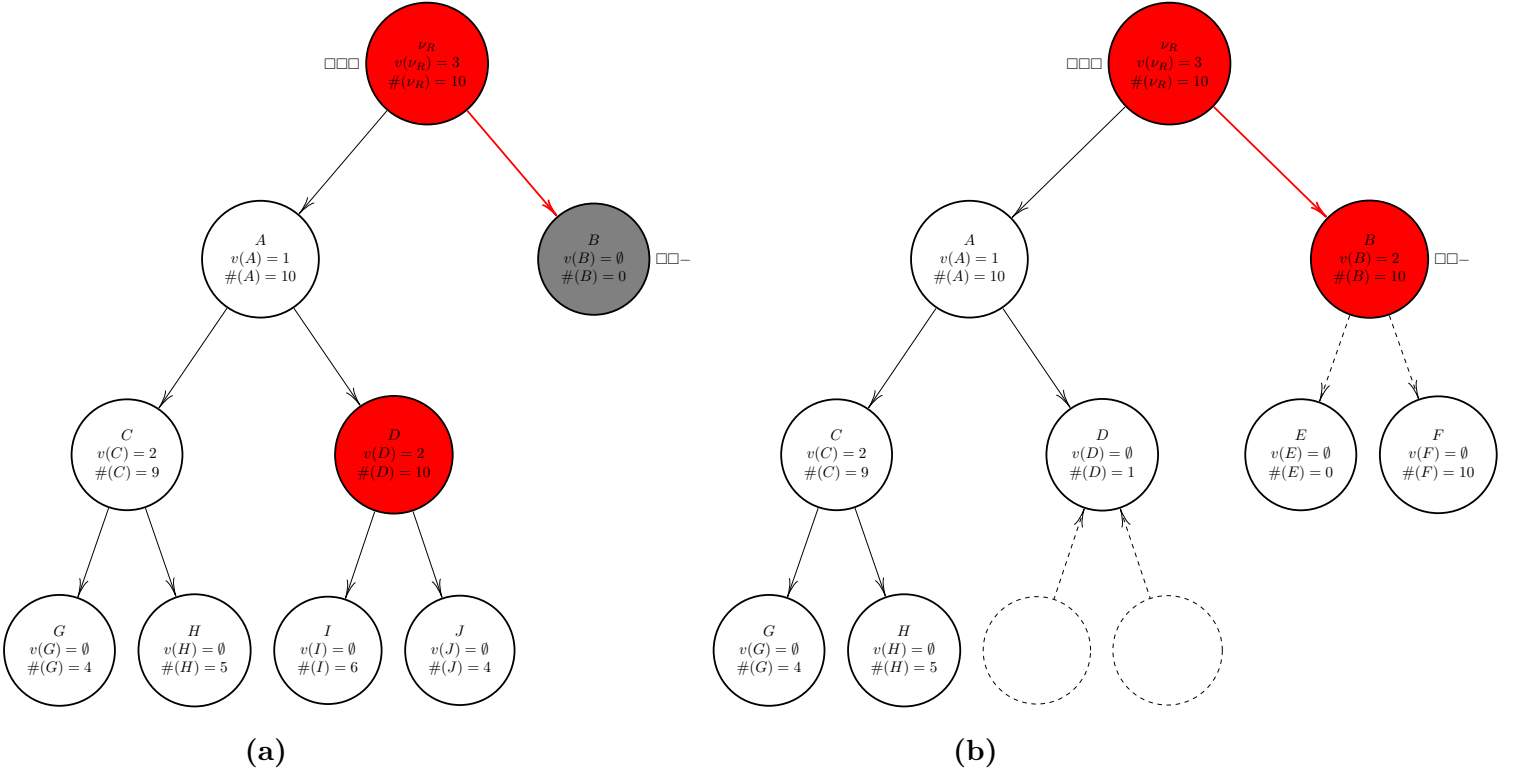 ν_R
□□□ v(ν_R) = 3
#(ν_R) = 10
A
v(A) = 1
#(A) = 10
B
v(B) = ∅ □□–
#(B) = 0
C
v(C) = 2
#(C) = 9
D
v(D) = 2
#(D) = 10
G
v(G) = ∅
#(G) = 4
H
v(H) = ∅
#(H) = 5
I
v(I) = ∅
#(I) = 6
J
v(J) = ∅
#(J) = 4
(a)
ν_R
□□□ v(ν_R) = 3
#(ν_R) = 10
A
v(A) = 1
#(A) = 10
B
v(B) = 2 □□–
#(B) = 10
C
v(C) = 2
#(C) = 9
D
v(D) = ∅
#(D) = 1
E
v(E) = ∅
#(E) = 0
F
v(F) = ∅
#(F) = 10
G
v(G) = ∅
#(G) = 4
H
v(H) = ∅
#(H) = 5
(b)